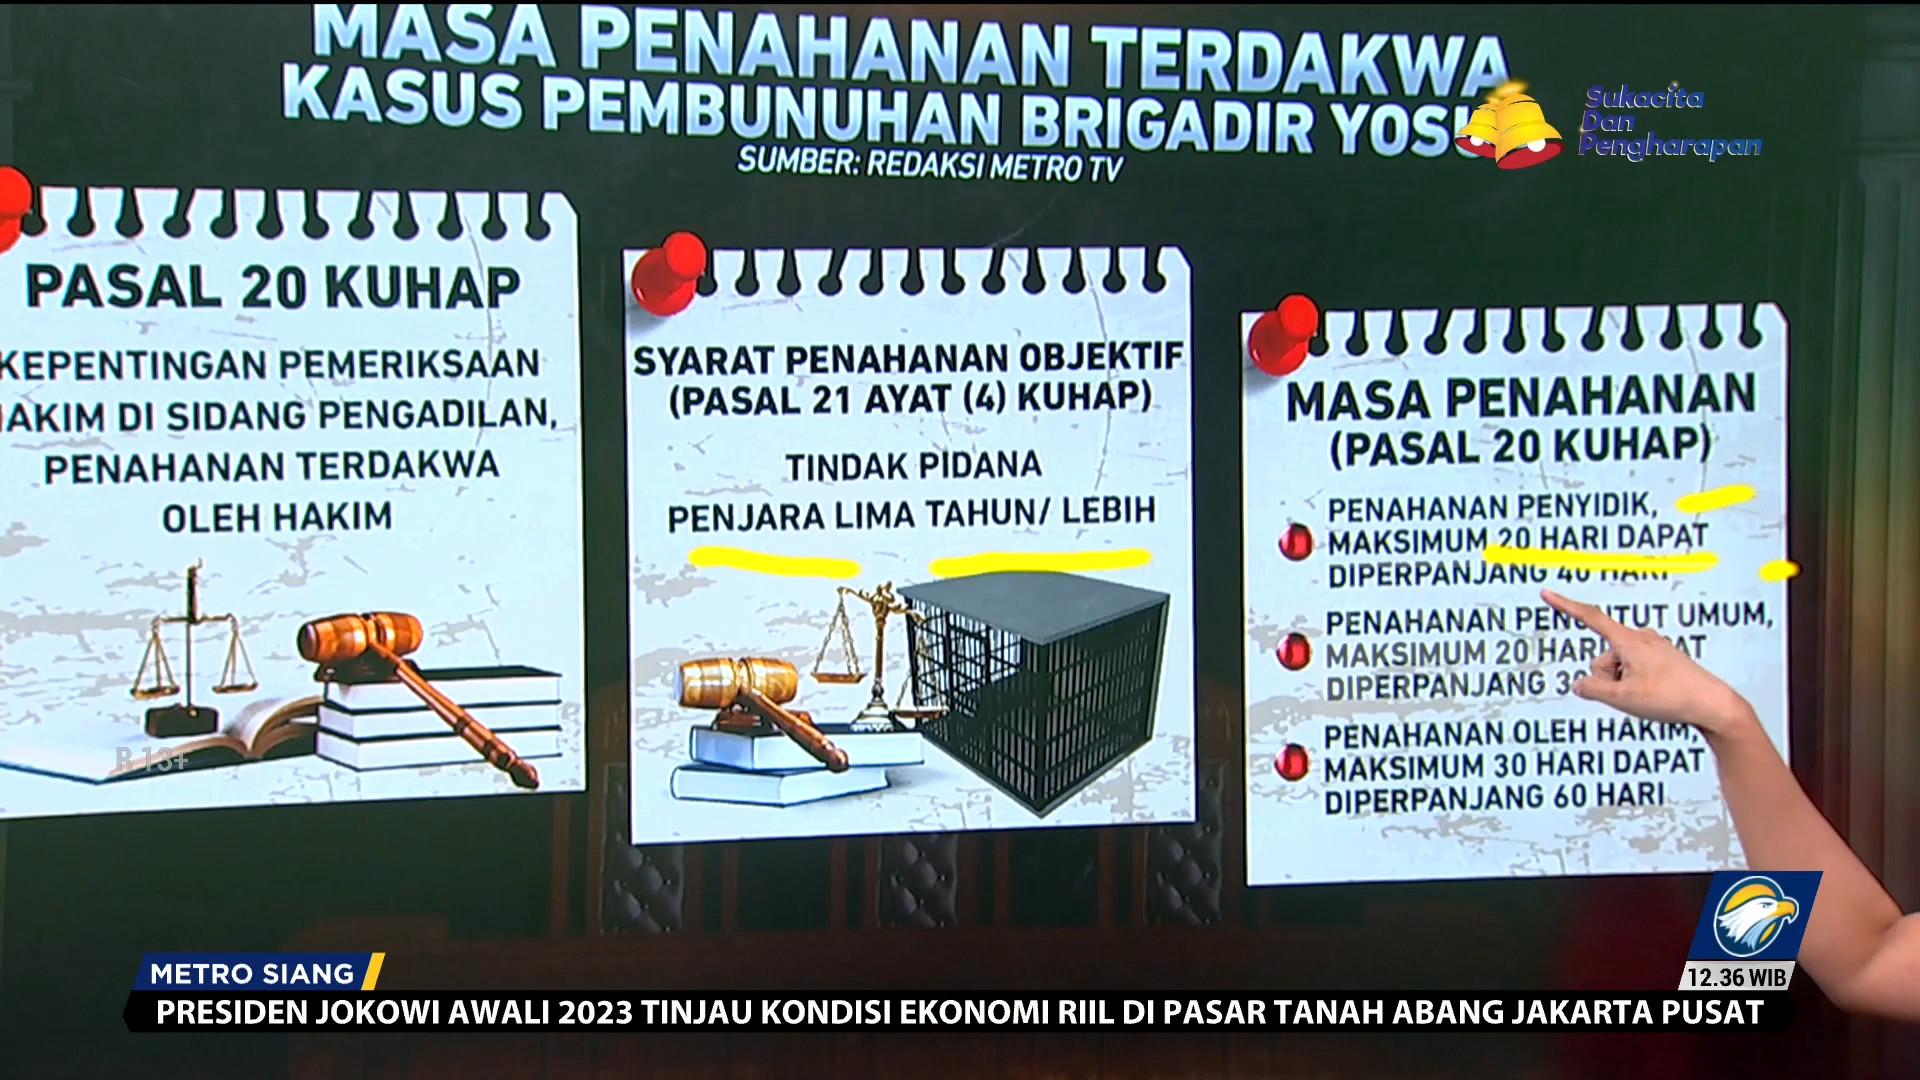 MASA PENAHANAN TERDAKWA
KASUS PEMBUNUHAN BRIGADIR
SUMBER: REDAKSI METRO TV
Sukacita
Dan
Pengharapan
PASAL 20 KUHAP
KEPENTINGAN PEMERIKSAAN
HAKIM DI SIDANG PENGADILAN,
PENAHANAN TERDAKWA
OLEH HAKIM
R 13+
SYARAT PENAHANAN OBJEKTIF
(PASAL 21 AYAT (4) KUHAP)
TINDAK PIDANA
PENJARA LIMA TAHUN/ LEBIH
MASA PENAHANAN
(PASAL 20 KUHAP)
PENAHANAN PENYIDIK,
MAKSIMUM 20 HARI DAPAT
DIPERPANJANG 40 HARI
PENAHANAN UMUM,
MAKSIMUM 20 HARI
DIPERPANJANG
PENAHANAN OLEH HAKIM,
MAKSIMUM 30 HARI DAPAT
DIPERPANJANG 60 HARI
12.36 WIB
METRO SIANG
PRESIDEN JOKOWI AWALI 2023 TINJAU KONDISI EKONOMI RIIL DI PASAR TANAH ABANG JAKARTA PUSAT